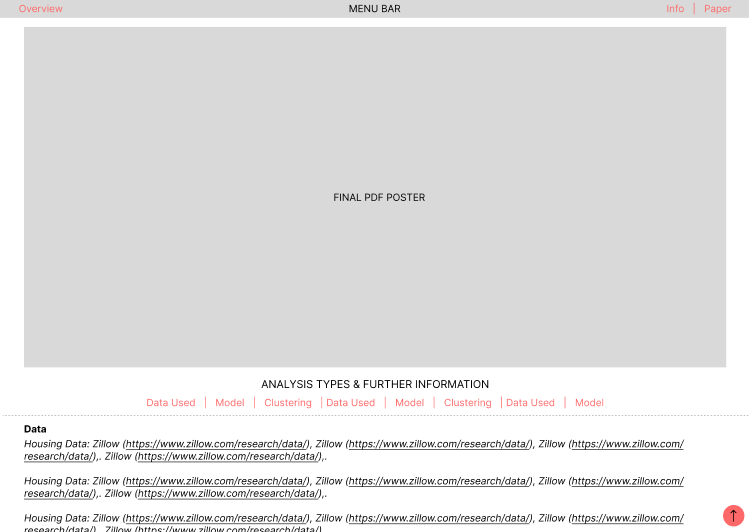 Overview MENU BAR Info | Paper
FINAL PDF POSTER
ANALYSIS TYPES & FURTHER INFORMATION
Data Used | Model | Clustering | Data Used | Model | Clustering | Data Used | Model
Data
Housing Data: Zillow (https://www.zillow.com/research/data/), Zillow (https://www.zillow.com/research/data/), Zillow (https://www.zillow.com/
research/data/),. Zillow (https://www.zillow.com/research/data/),.
Housing Data: Zillow (https://www.zillow.com/research/data/), Zillow (https://www.zillow.com/research/data/), Zillow (https://www.zillow.com/
research/data/),. Zillow (https://www.zillow.com/research/data/),.
Housing Data: Zillow (https://www.zillow.com/research/data/), Zillow (https://www.zillow.com/research/data/), Zillow (https://www.zillow.com/
research/data/), Zillow (https://www.zillow.com/research/data/)